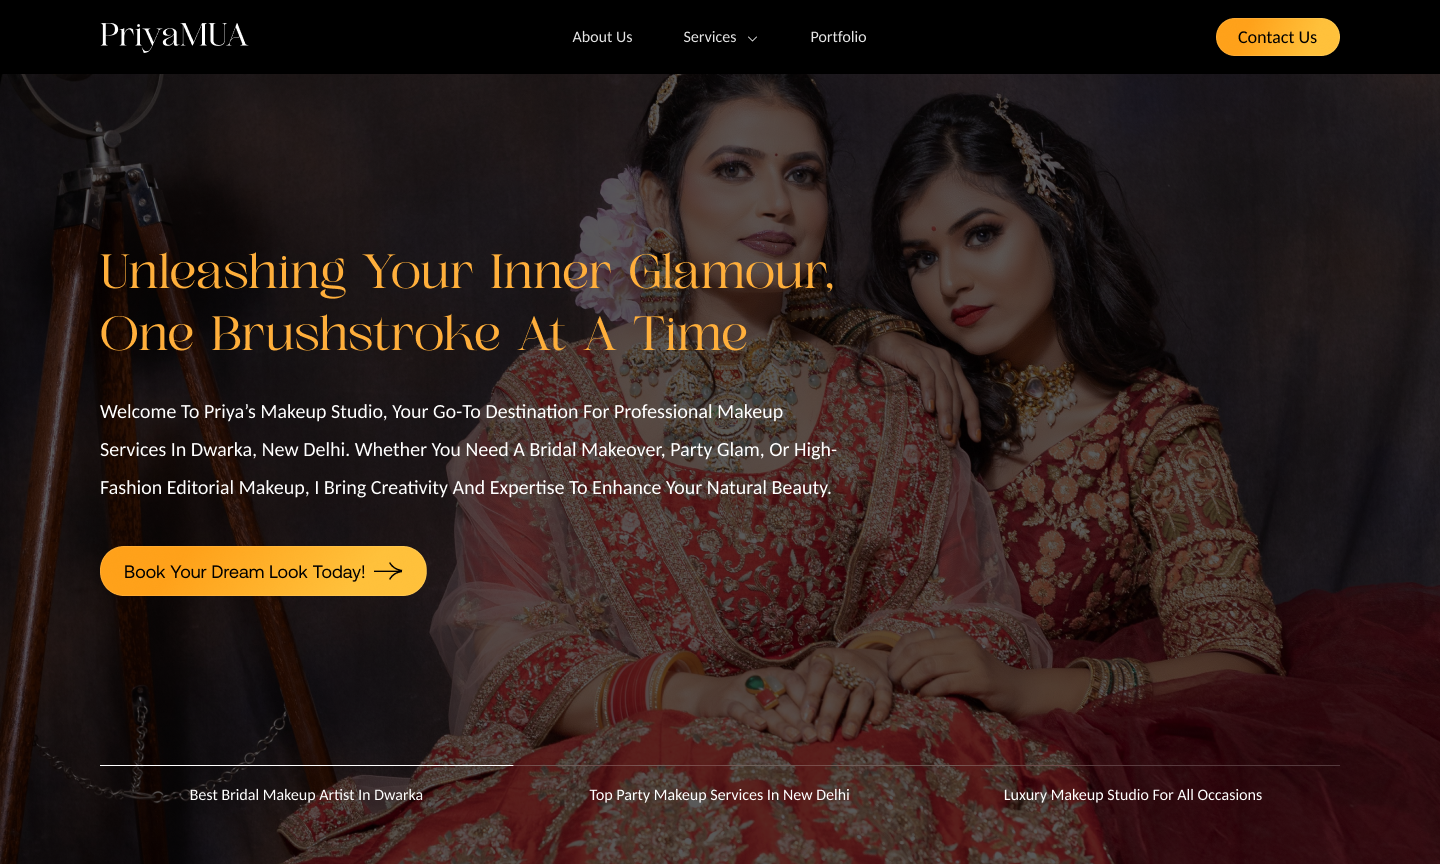 PriyaMUA
About Us
Services
Portfolio
Contact Us
Unleashing Your Inner Glamour,
One Brushstroke At A Time
Welcome To Priya’s Makeup Studio, Your Go-To Destination For Professional Makeup
Services In Dwarka, New Delhi. Whether You Need A Bridal Makeover, Party Glam, Or High-
Fashion Editorial Makeup, I Bring Creativity And Expertise To Enhance Your Natural Beauty.
Book Your Dream Look Today!
Best Bridal Makeup Artist In Dwarka
Top Party Makeup Services In New Delhi
Luxury Makeup Studio For All Occasions